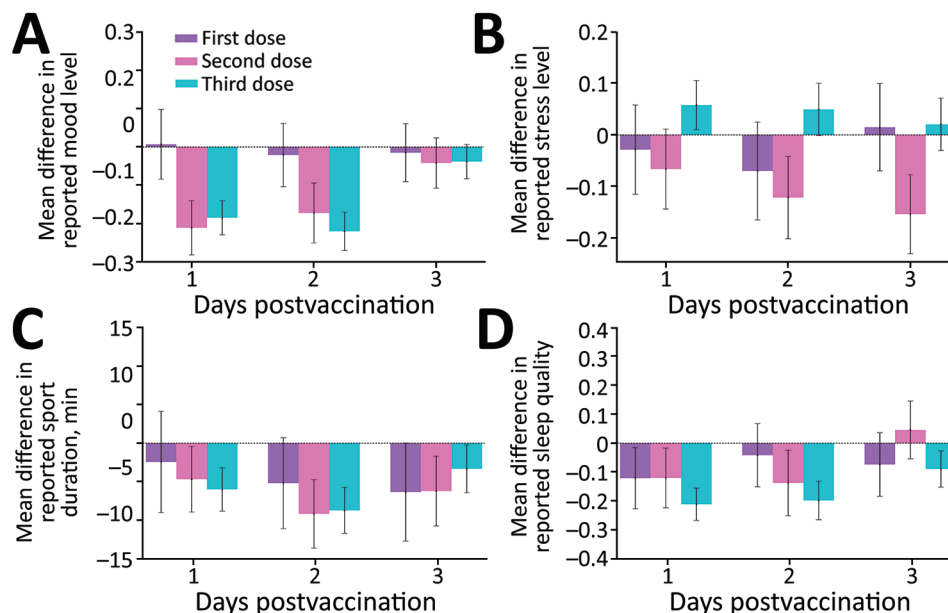 A
Mean difference in
reported mood level
0.3
0.2
0
–0.1
–0.2
–0.3
First dose
Second dose
Third dose
1
2
3
Days postvaccination
B
Mean difference in
reported stress level
0.2
0.1
0
–0.1
–0.2
1
2
3
Days postvaccination
C
Mean difference in
reported sport
duration, min
15
10
0
–5
–10
–15
1
2
3
Days postvaccination
D
Mean difference in
reported sleep quality
0.4
0.3
0.2
0.1
0
–0.1
–0.2
–0.3
–0.4
1
2
3
Days postvaccination